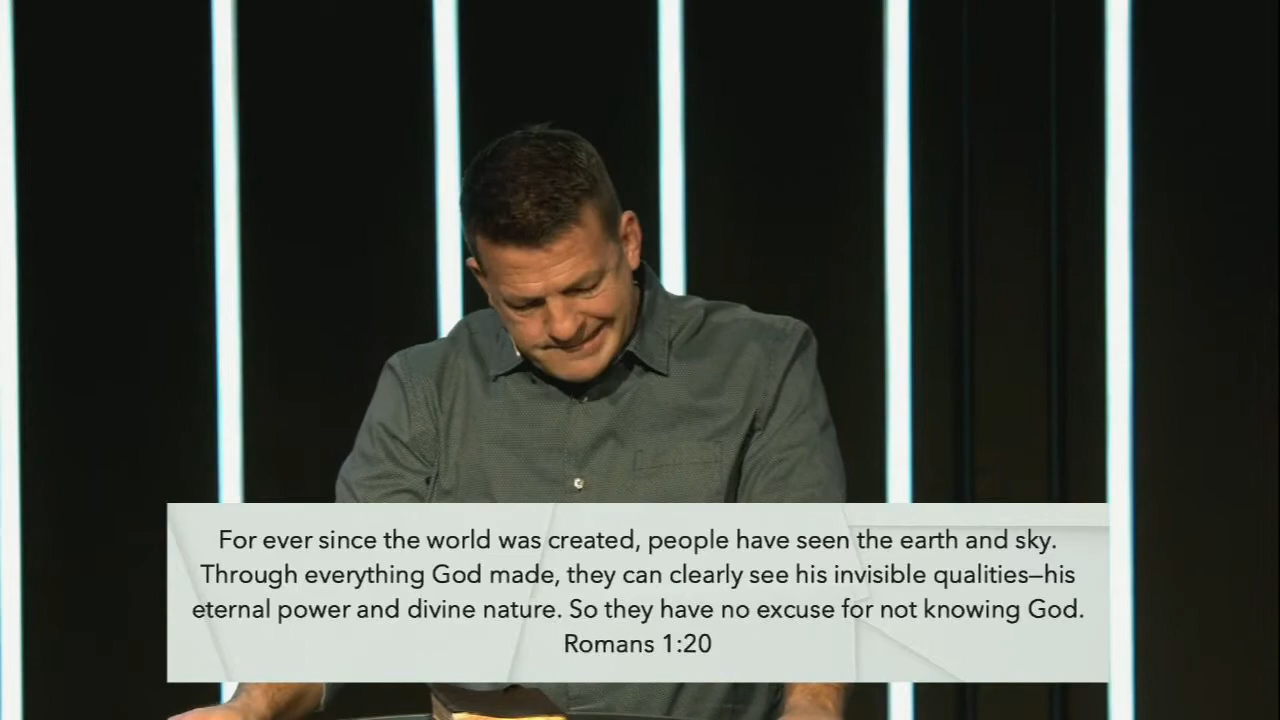 For ever since the world was created, people have seen the earth and sky.
Through everything God made, they can clearly see his invisible qualities—his
eternal power and divine nature. So they have no excuse for not knowing God.
Romans 1:20